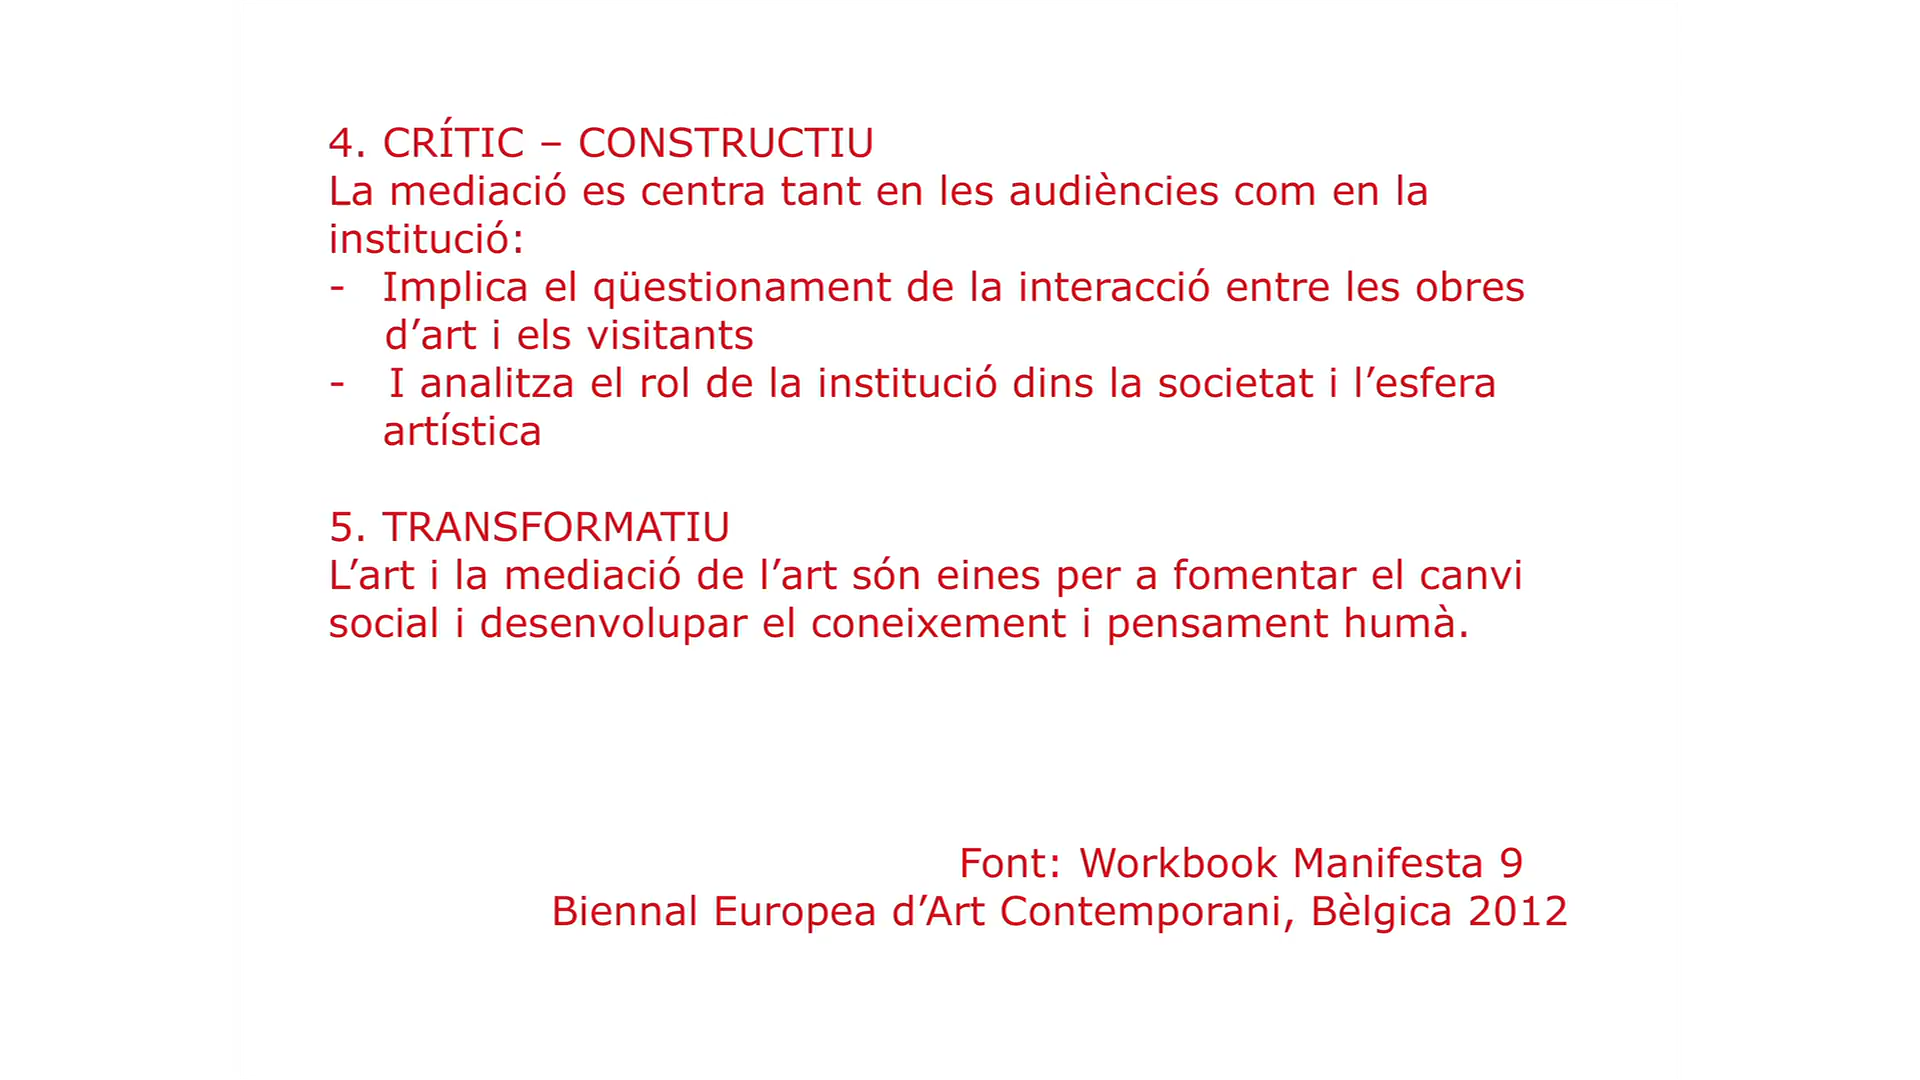 4. CRÍTIC – CONSTRUCTIU
La mediació es centra tant en les audiències com en la
institució:
- Implica el qüestionament de la interacció entre les obres
d’art i els visitants
- I analitza el rol de la institució dins la societat i l’esfera
artística
5. TRANSFORMATIU
L’art i la mediació de l’art són eines per a fomentar el canvi
social i desenvolupar el coneixement i pensament humà.
Font: Workbook Manifesta 9
Biennal Europea d’Art Contemporani, Bèlgica 2012